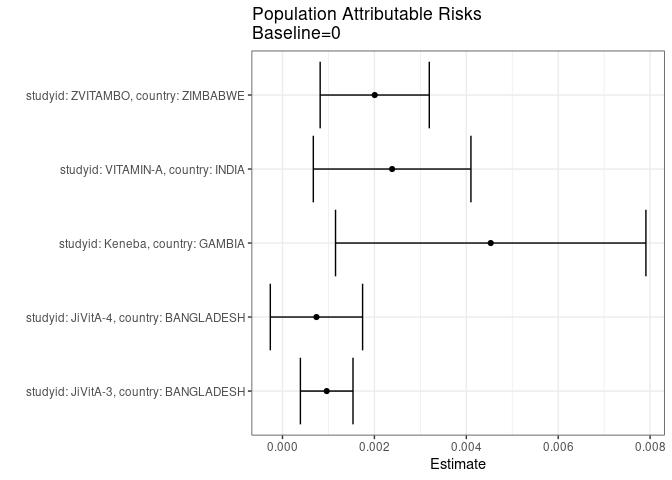 Population Attributable Risks
Baseline=0
studyid: ZVITAMBO, country: ZIMBABWE
studyid: VITAMIN-A, country: INDIA
studyid: Keneba, country: GAMBIA
studyid: JiVitA-4, country: BANGLADESH
studyid: JiVitA-3, country: BANGLADESH
0.000 0.002 0.004 0.006 0.008
Estimate